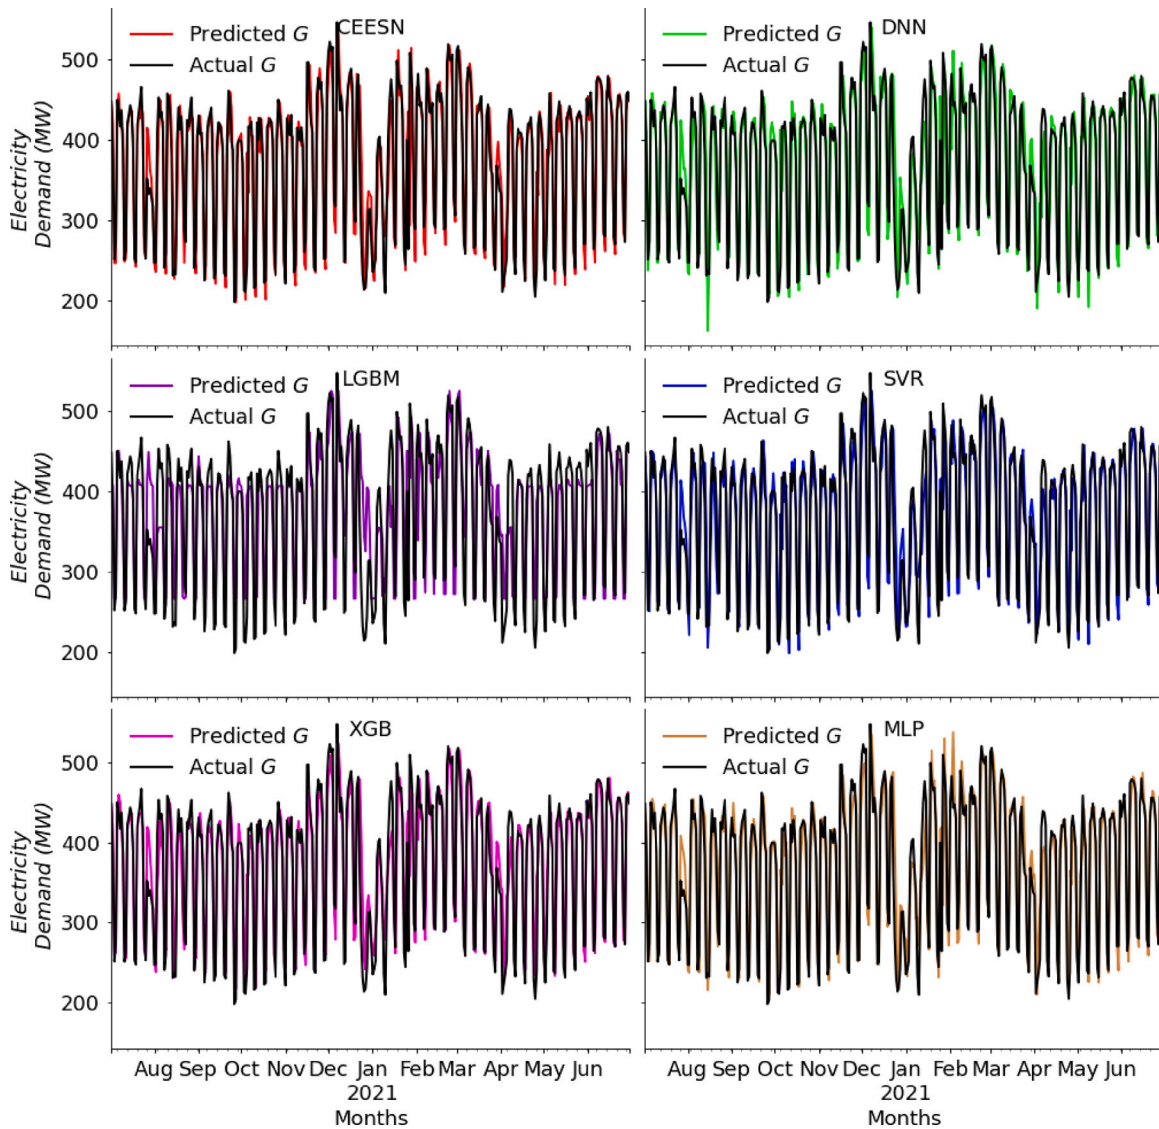 CEESN
Predicted G
Actual G
500
400
300
200
Electricity
Demand (MW)
DNN
Predicted G
Actual G
LGBM
Predicted G
Actual G
500
400
300
200
Electricity
Demand (MW)
SVR
Predicted G
Actual G
XGB
Predicted G
Actual G
500
400
300
200
Electricity
Demand (MW)
MLP
Predicted G
Actual G
Aug Sep Oct Nov Dec Jan Feb Mar Apr May Jun
2021
Months
Aug Sep Oct Nov Dec Jan Feb Mar Apr May Jun
2021
Months